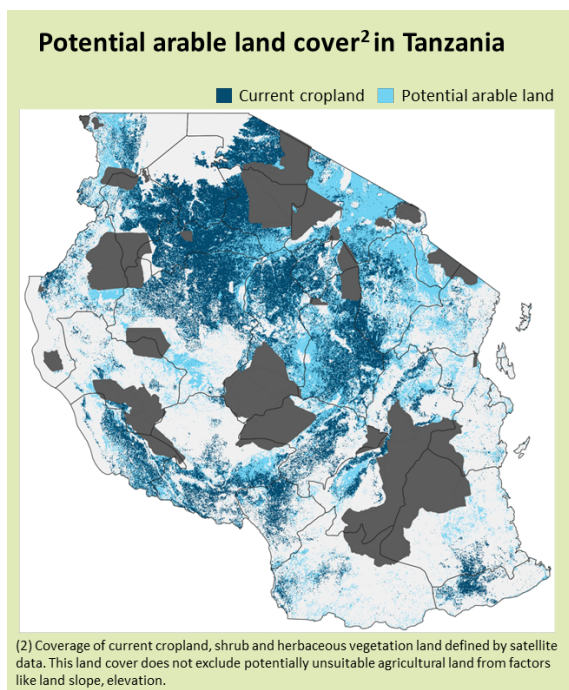 Potential arable land cover² in Tanzania
Current cropland Potential arable land
(2) Coverage of current cropland, shrub and herbaceous vegetation land defined by satellite
data. This land cover does not exclude potentially unsuitable agricultural land from factors
like land slope, elevation.